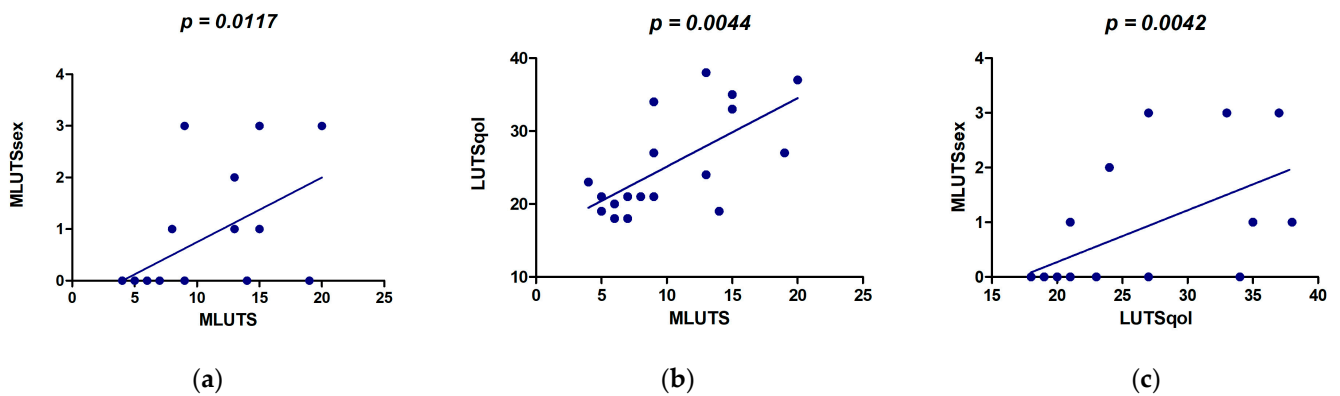 p = 0.0117
MLUTSsex
4
3
2
1
0
0 5 10 15 20 25
MLUTS
(a)
p = 0.0044
LUTSqol
40
30
20
10
0 5 10 15 20 25
MLUTS
(b)
p = 0.0042
MLUTSsex
4
3
2
1
0
15 20 25 30 35 40
LUTSqol
(c)